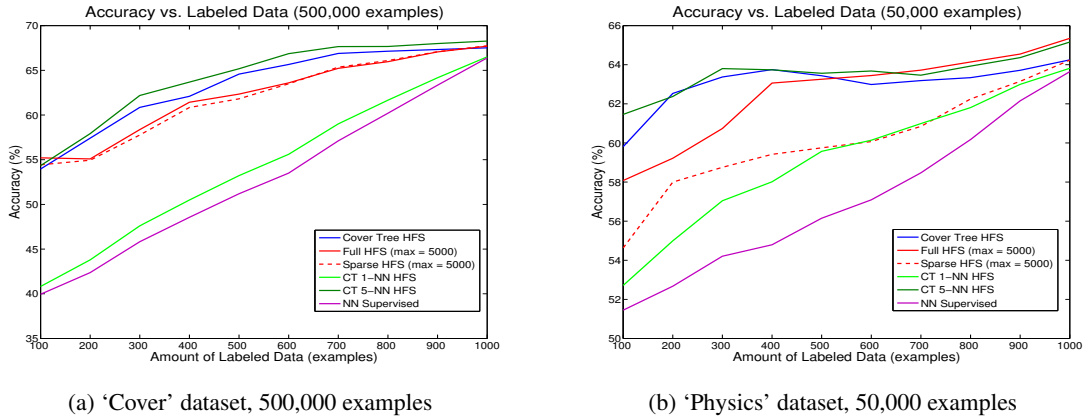 Accuracy vs. Labeled Data (500,000 examples)
70
65
60
55
50
45
40
35
Accuracy (%)
Cover Tree HFS
Full HFS (max = 5000)
Sparse HFS (max = 5000)
CT 1−NN HFS
CT 5−NN HFS
NN Supervised
100 200 300 400 500 600 700 800 900 1000
Amount of Labeled Data (examples)
(a) ‘Cover’ dataset, 500,000 examples
Accuracy vs. Labeled Data (50,000 examples)
66
64
62
60
58
56
54
52
50
Accuracy (%)
Cover Tree HFS
Full HFS (max = 5000)
Sparse HFS (max = 5000)
CT 1−NN HFS
CT 5−NN HFS
NN Supervised
100 200 300 400 500 600 700 800 900 1000
Amount of Labeled Data (examples)
(b) ‘Physics’ dataset, 50,000 examples